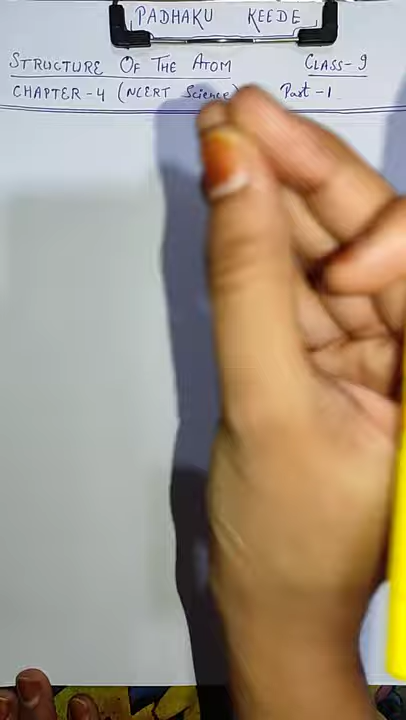 PADHAKU KEEDE
STRUCTURE OF THE ATOM CLASS-9
CHAPTER-4 (NCERT Science) Part-1